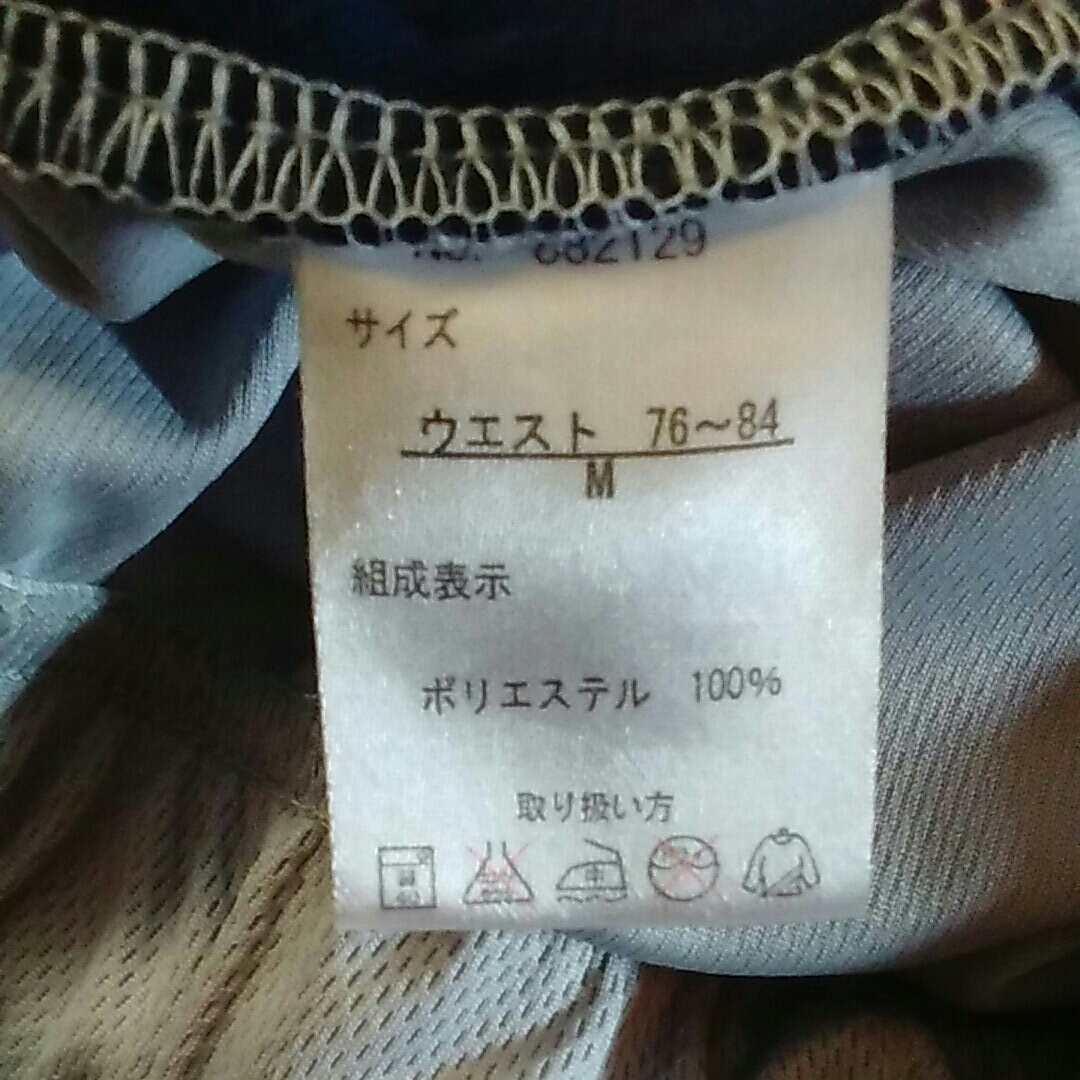 サイズ
ウエスト 76～84
M
組成表示
ポリエステル 100%
取り扱い方
中